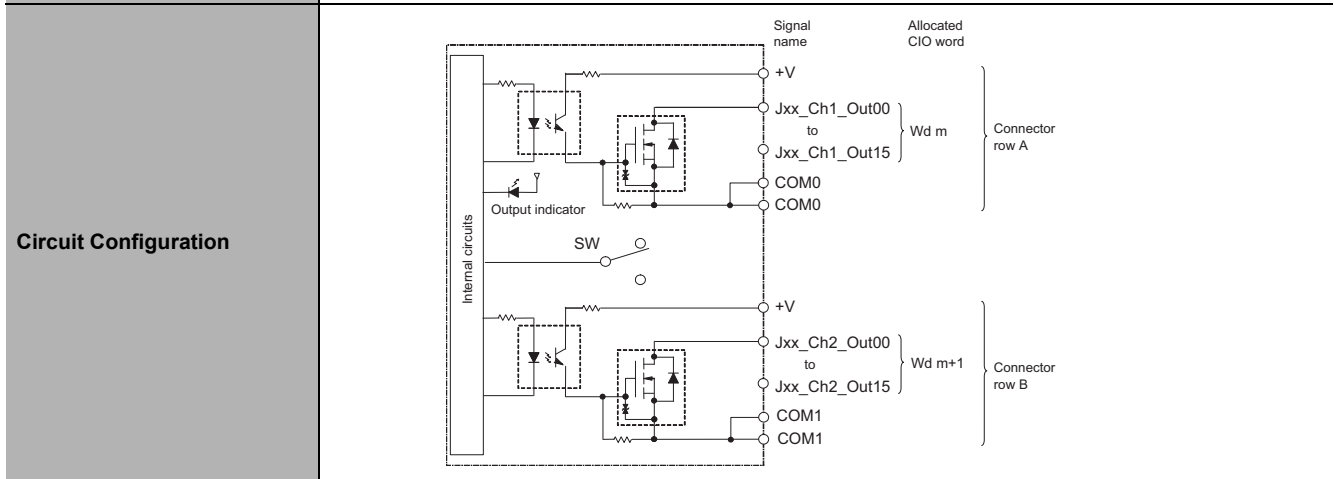 Circuit Configuration
Signal
name
Allocated
CIO word
+V
Jxx_Ch1_Out00
to
Jxx_Ch1_Out15
Wd m
Connector
row A
COM0
COM0
Output indicator
Internal circuits
SW
+V
Jxx_Ch2_Out00
to
Jxx_Ch2_Out15
Wd m+1
Connector
row B
COM1
COM1